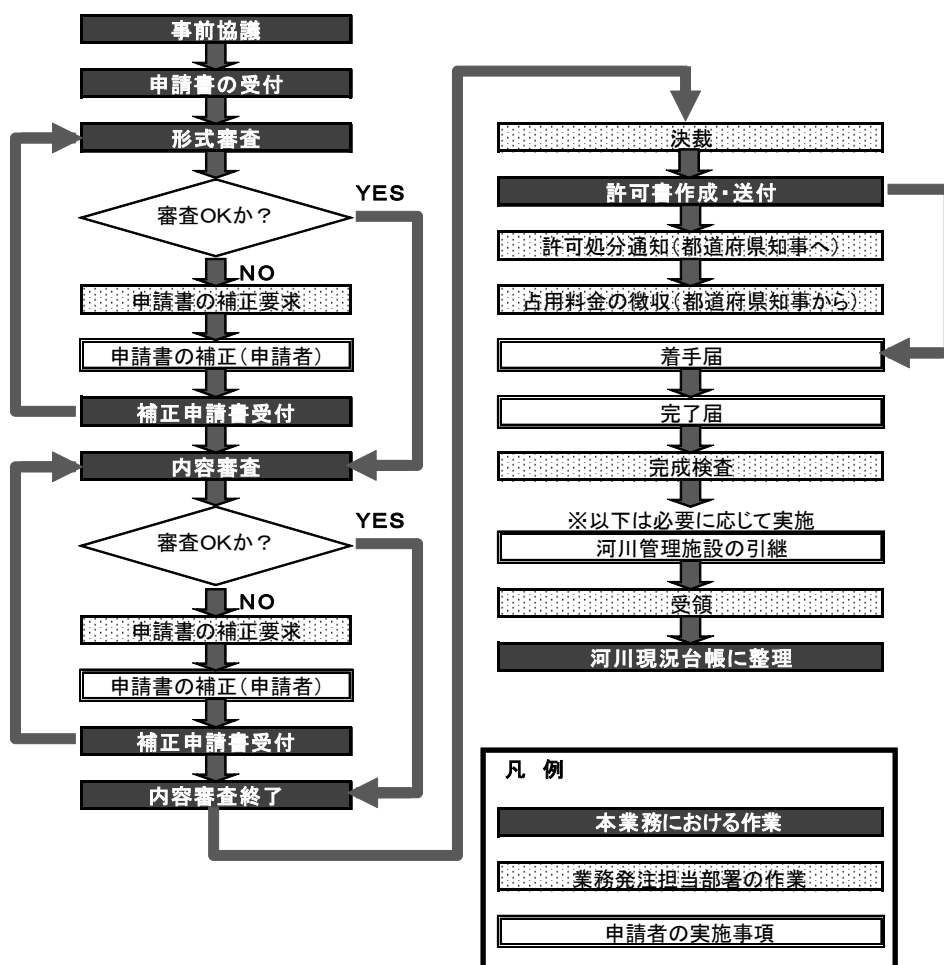 事前協議
申請書の受付
形式審査
審査OKか？
YES
NO
申請書の補正要求
申請書の補正（申請者）
補正申請書受付
内容審査
審査OKか？
YES
NO
申請書の補正要求
申請書の補正（申請者）
補正申請書受付
内容審査終了
決裁
許可書作成・送付
許可処分通知（都道府県知事へ）
占用料金の徴収（都道府県知事から）
着手届
完了届
完成検査
※以下は必要に応じて実施
河川管理施設の引継
受領
河川現況台帳に整理
凡 例
本業務における作業
業務発注担当部署の作業
申請者の実施事項